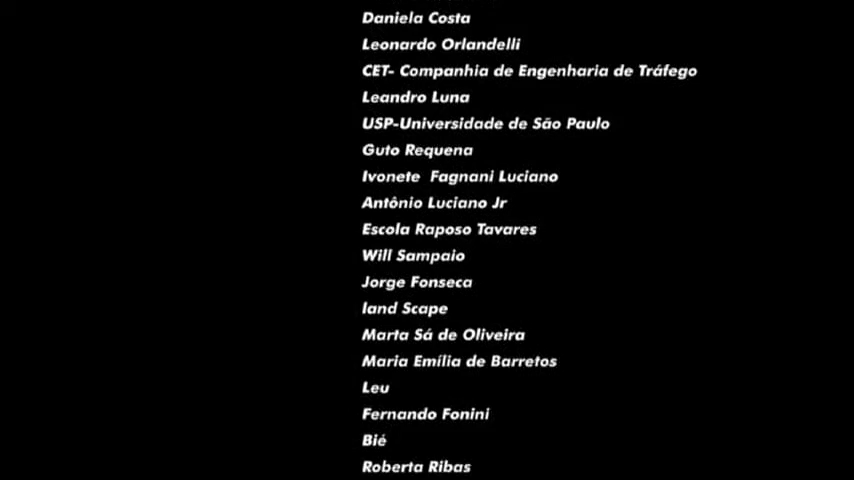 Daniela Costa
Leonardo Orlandelli
CET- Companhia de Engenharia de Tráfego
Leandro Luna
USP-Universidade de São Paulo
Guto Requena
Ivonete Fagnani Luciano
Antônio Luciano Jr
Escola Raposo Tavares
Will Sampaio
Jorge Fonseca
land Scape
Marta Sá de Oliveira
Maria Emília de Barretos
Leu
Fernando Fonini
Bié
Roberta Ribas